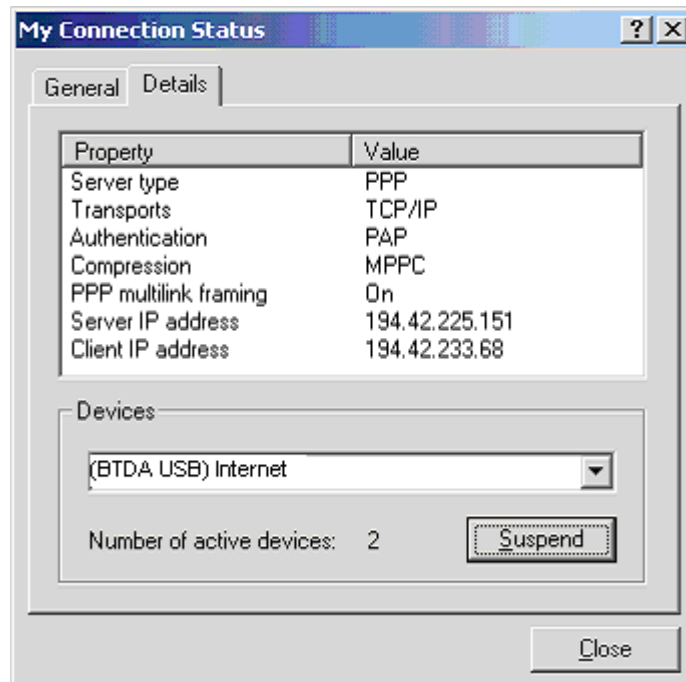 My Connection Status
General Details
Property Value
Server type PPP
Transports TCP/IP
Authentication PAP
Compression MPPC
PPP multilink framing On
Server IP address 194.42.225.151
Client IP address 194.42.233.68
Devices
(BTDA USB) Internet
Number of active devices: 2 Suspend
Close